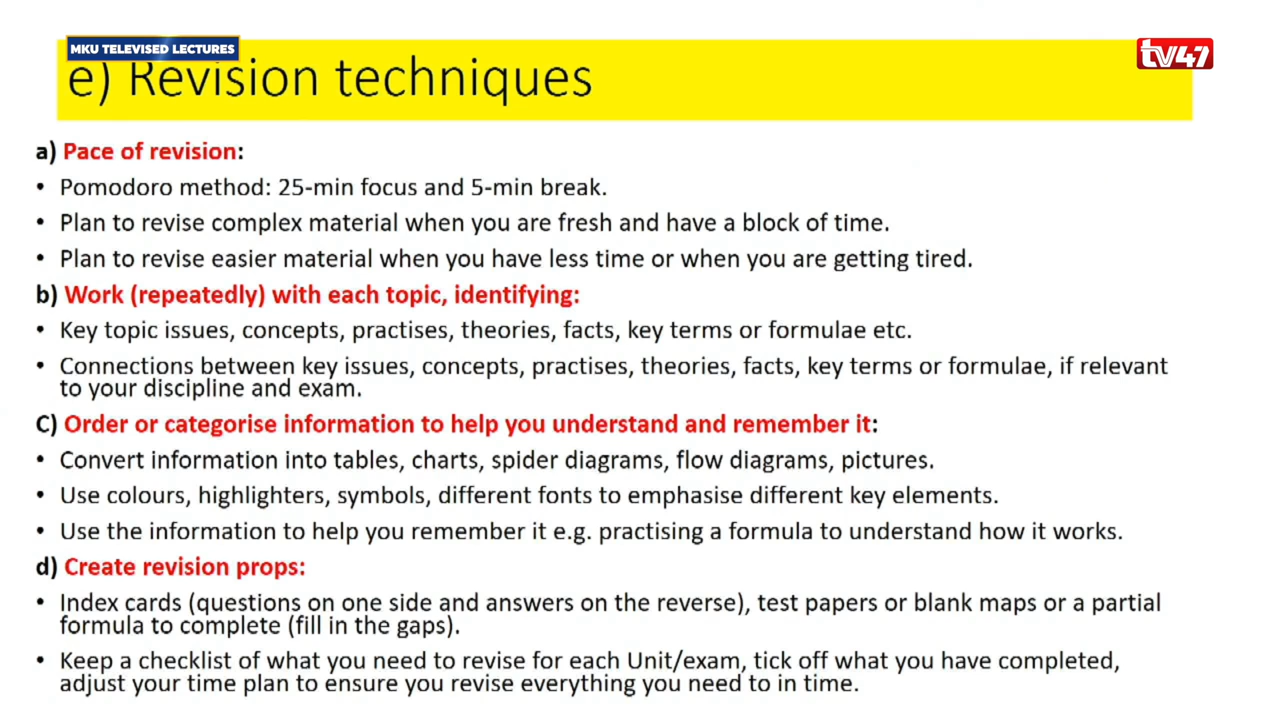 MKU TELEVISED LECTURES
tv47
e) Revision techniques
a) Pace of revision:
• Pomodoro method: 25-min focus and 5-min break.
• Plan to revise complex material when you are fresh and have a block of time.
• Plan to revise easier material when you have less time or when you are getting tired.
b) Work (repeatedly) with each topic, identifying:
• Key topic issues, concepts, practises, theories, facts, key terms or formulae etc.
• Connections between key issues, concepts, practises, theories, facts, key terms or formulae, if relevant
to your discipline and exam.
C) Order or categorise information to help you understand and remember it:
• Convert information into tables, charts, spider diagrams, flow diagrams, pictures.
• Use colours, highlighters, symbols, different fonts to emphasise different key elements.
• Use the information to help you remember it e.g. practising a formula to understand how it works.
d) Create revision props:
• Index cards (questions on one side and answers on the reverse), test papers or blank maps or a partial
formula to complete (fill in the gaps).
• Keep a checklist of what you need to revise for each Unit/exam, tick off what you have completed,
adjust your time plan to ensure you revise everything you need to in time.